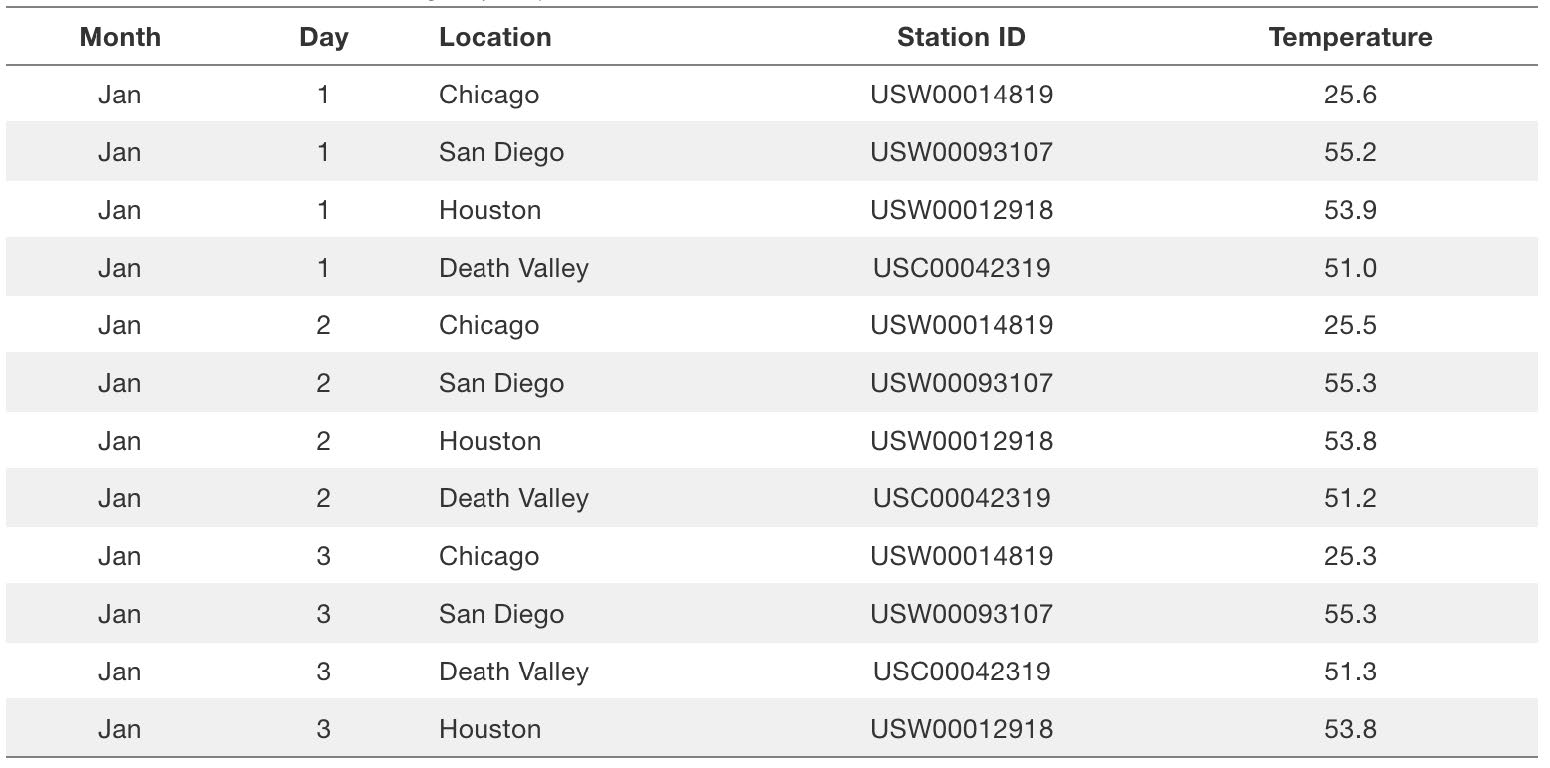 Month Day Location Station ID Temperature
Jan 1 Chicago USW00014819 25.6
Jan 1 San Diego USW00093107 55.2
Jan 1 Houston USW00012918 53.9
Jan 1 Death Valley USC00042319 51.0
Jan 2 Chicago USW00014819 25.5
Jan 2 San Diego USW00093107 55.3
Jan 2 Houston USW00012918 53.8
Jan 2 Death Valley USC00042319 51.2
Jan 3 Chicago USW00014819 25.3
Jan 3 San Diego USW00093107 55.3
Jan 3 Death Valley USC00042319 51.3
Jan 3 Houston USW00012918 53.8